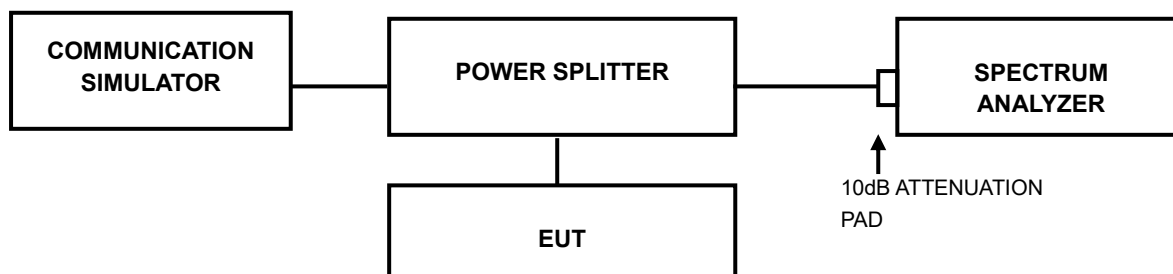 COMMUNICATION
SIMULATOR
POWER SPLITTER
SPECTRUM
ANALYZER
10dB ATTENUATION
PAD
EUT